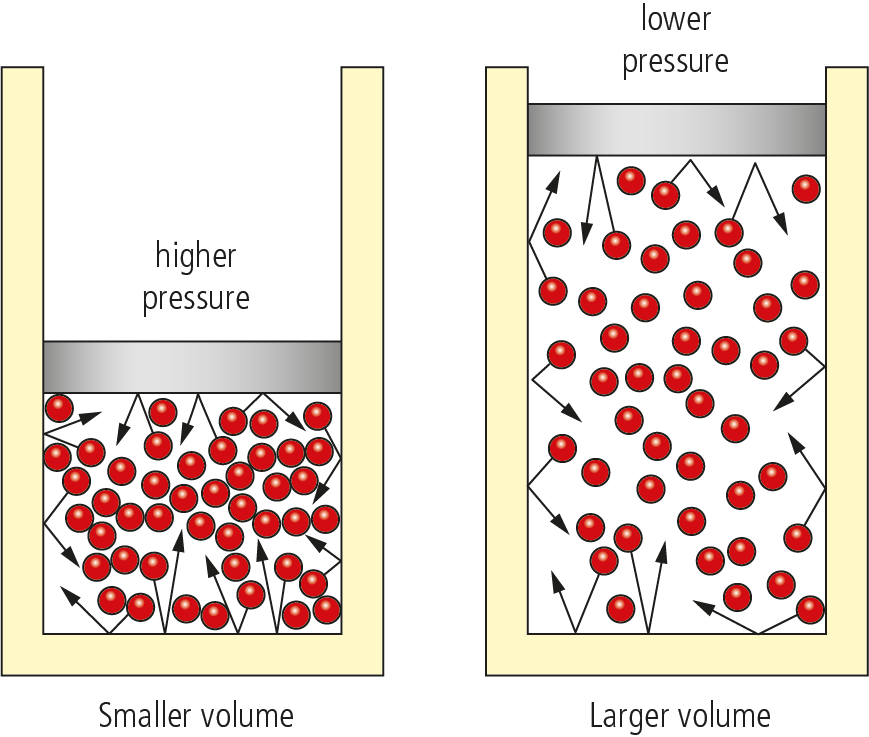 higher
pressure
Smaller volume
lower
pressure
Larger volume